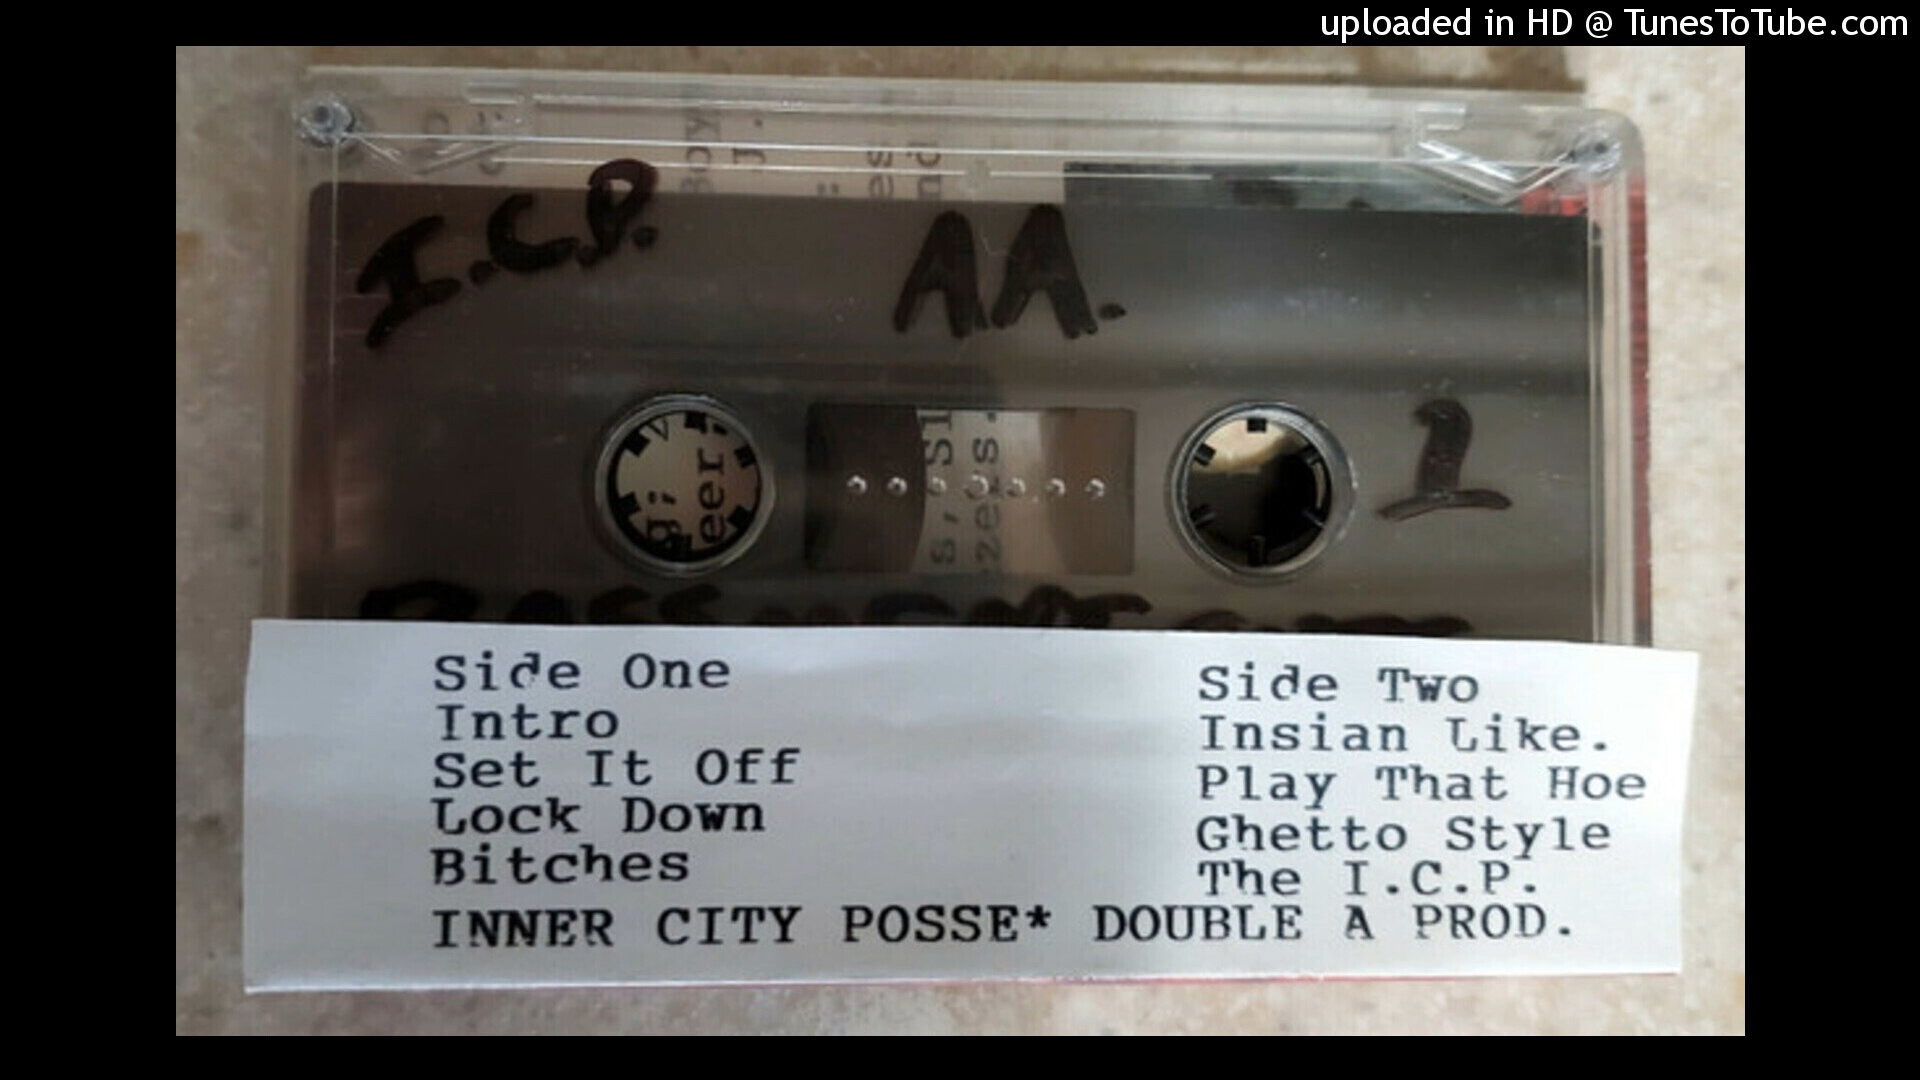 uploaded in HD @ TunesToTube.com
I.C.P.
AA.
1
Side One
Intro
Set It Off
Lock Down
Bitches
Side Two
Insian Like.
Play That Hoe
Ghetto Style
The I.C.P.
INNER CITY POSSE* DOUBLE A PROD.